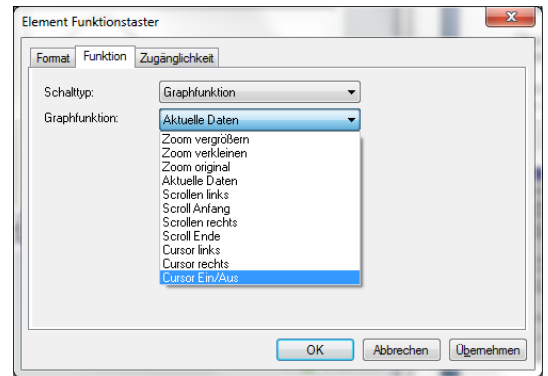 Element Funktionstaster
Format Funktion Zugänglichkeit
Schalttyp: Graphfunktion
Graphfunktion: Aktuelle Daten
Zoom vergrößern
Zoom verkleinen
Zoom original
Aktuelle Daten
Scrollen links
Scroll Anfang
Scrollen rechts
Scroll Ende
Cursor links
Cursor rechts
Cursor Ein/Aus
OK Abbrechen Übernehmen